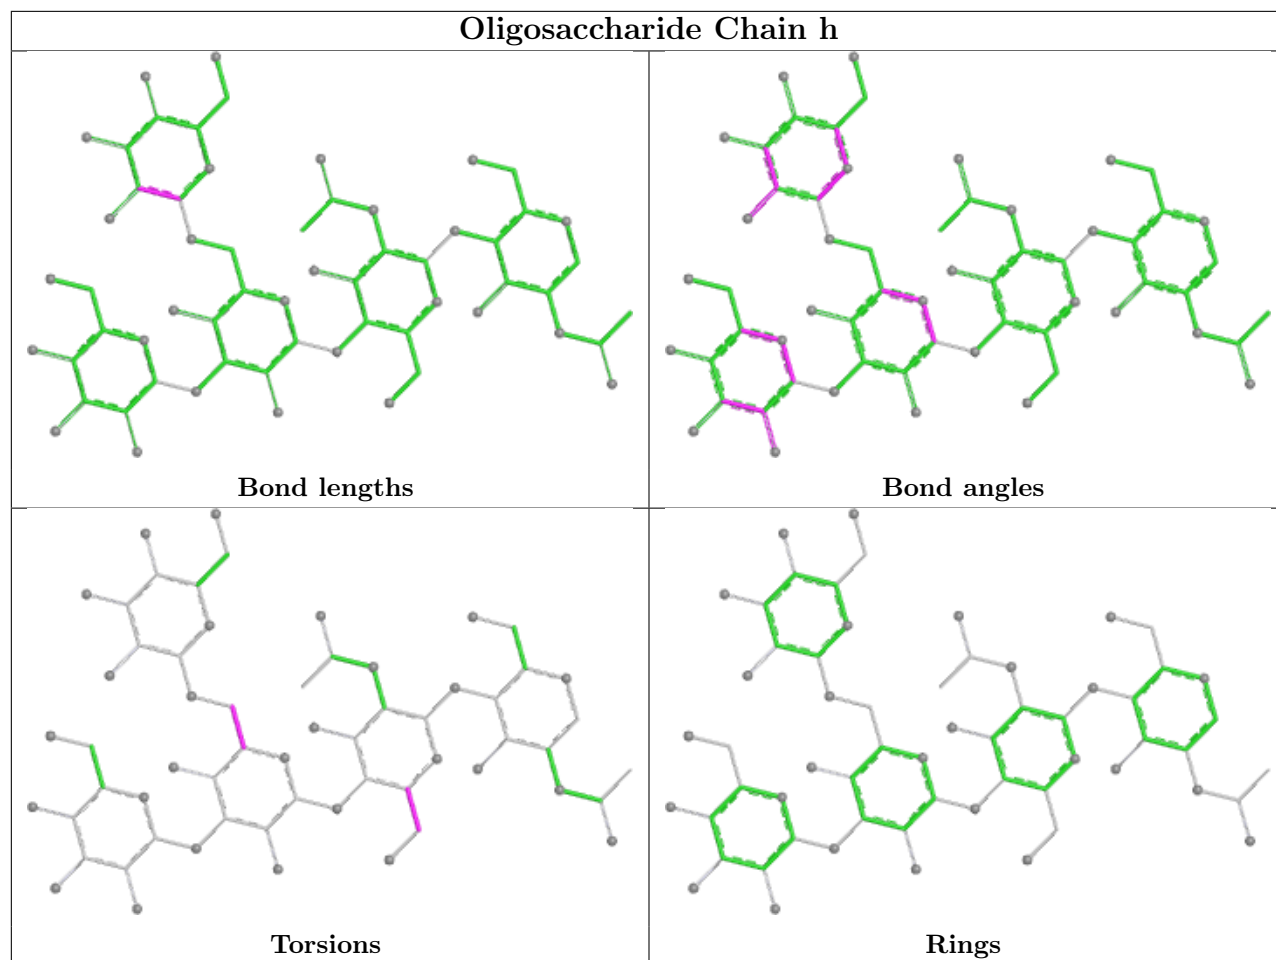 Oligosaccharide Chain h
Bond lengths
Bond angles
Torsions
Rings